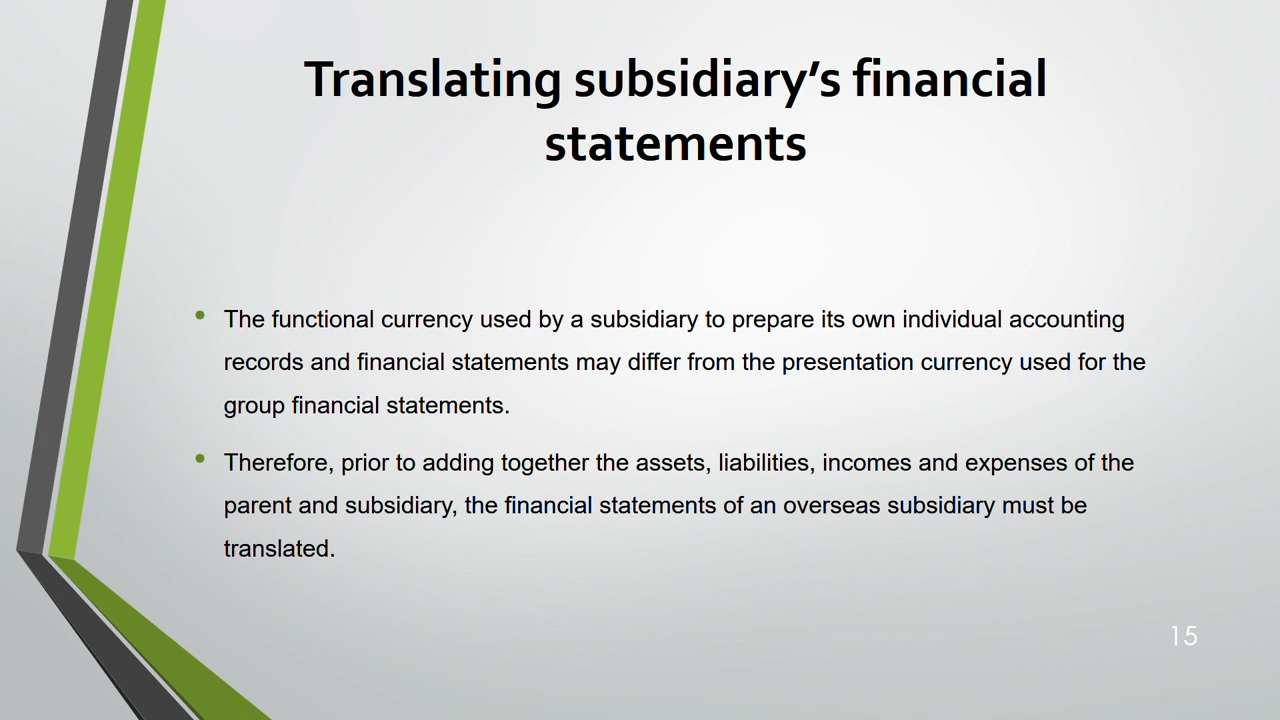 Translating subsidiary’s financial
statements
• The functional currency used by a subsidiary to prepare its own individual accounting
records and financial statements may differ from the presentation currency used for the
group financial statements.
• Therefore, prior to adding together the assets, liabilities, incomes and expenses of the
parent and subsidiary, the financial statements of an overseas subsidiary must be
translated.
15